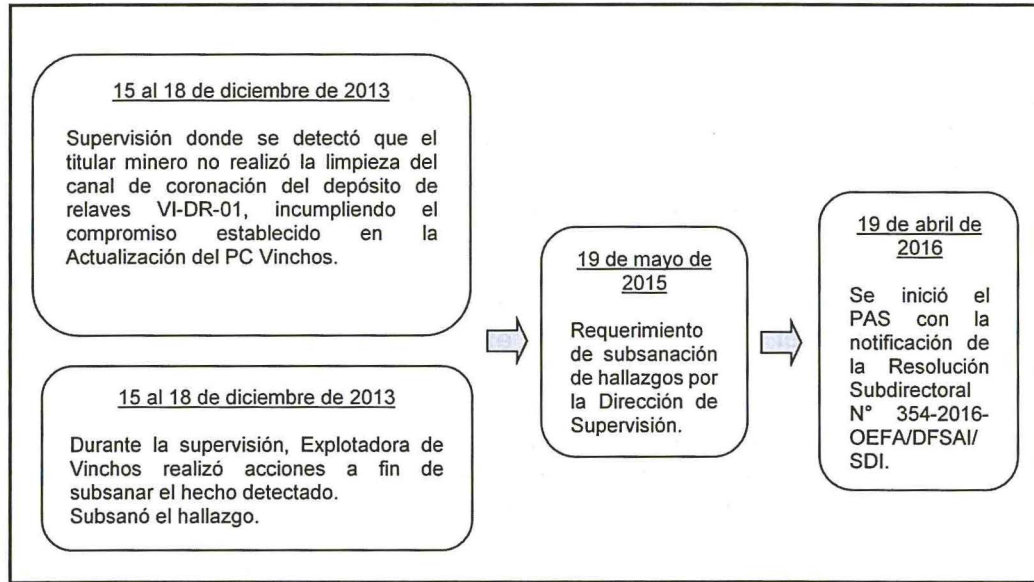 15 al 18 de diciembre de 2013
Supervisión donde se detectó que el
titular minero no realizó la limpieza del
canal de coronación del depósito de
relaves VI-DR-01, incumpliendo el
compromiso establecido en la
Actualización del PC Vinchos.
15 al 18 de diciembre de 2013
Durante la supervisión, Explotadora de
Vinchos realizó acciones a fin de
subsanar el hecho detectado.
Subsanó el hallazgo.
19 de mayo de
2015
Requerimiento
de subsanación
de hallazgos por
la Dirección de
Supervisión.
19 de abril de
2016
Se inició el
PAS con la
notificación de
la Resolución
Subdirectoral
N° 354-2016-
OEFA/DFSAI/
SDI.